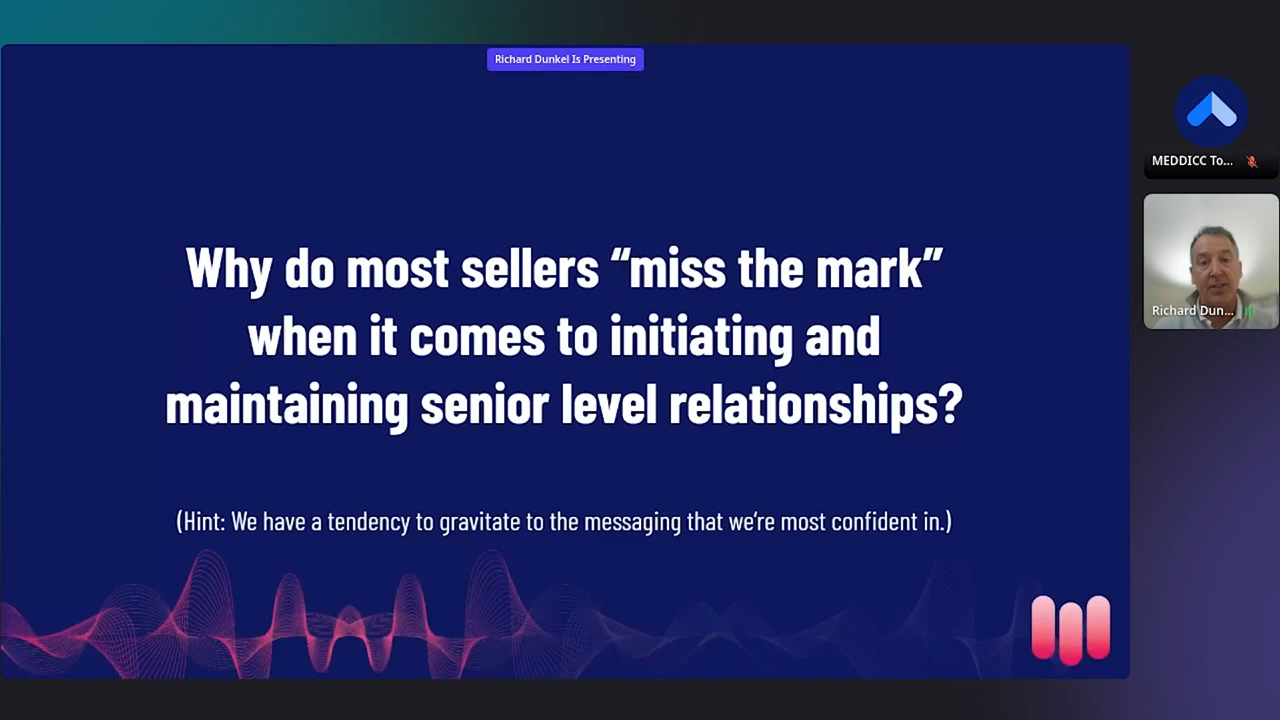 Richard Dunkel Is Presenting
Why do most sellers “miss the mark”
when it comes to initiating and
maintaining senior level relationships?
(Hint: We have a tendency to gravitate to the messaging that we’re most confident in.)
MEDDICC To...
Richard Dun...